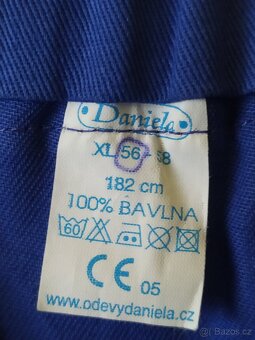 Daniela
XL 56 - 58
182 cm
100% BAVLNA
60
CE 05
www.odevydaniela.cz
Bazoš.cz